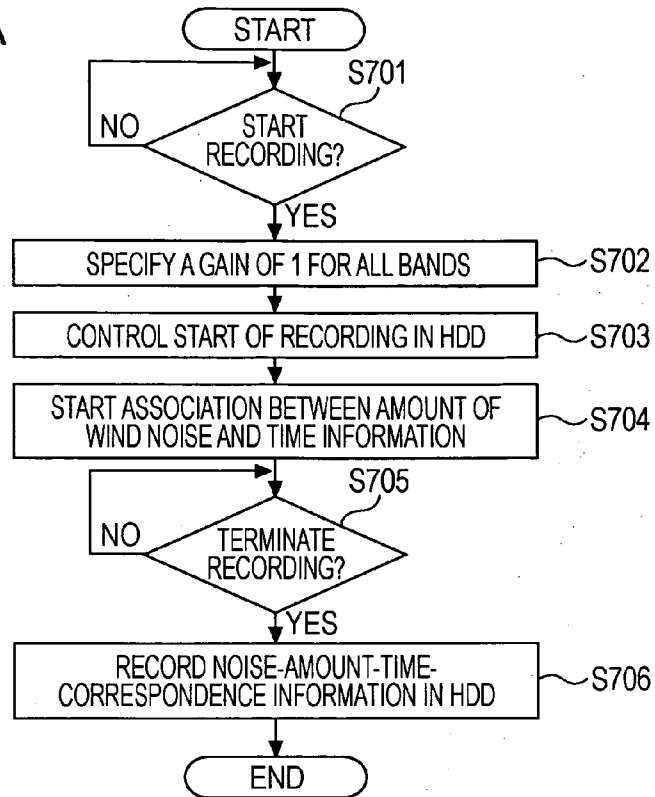 A
START
S701
START
RECORDING?
NO
YES
SPECIFY A GAIN OF 1 FOR ALL BANDS
S702
CONTROL START OF RECORDING IN HDD
S703
START ASSOCIATION BETWEEN AMOUNT OF
WIND NOISE AND TIME INFORMATION
S704
S705
TERMINATE
RECORDING?
NO
YES
RECORD NOISE-AMOUNT-TIME-
CORRESPONDENCE INFORMATION IN HDD
S706
END